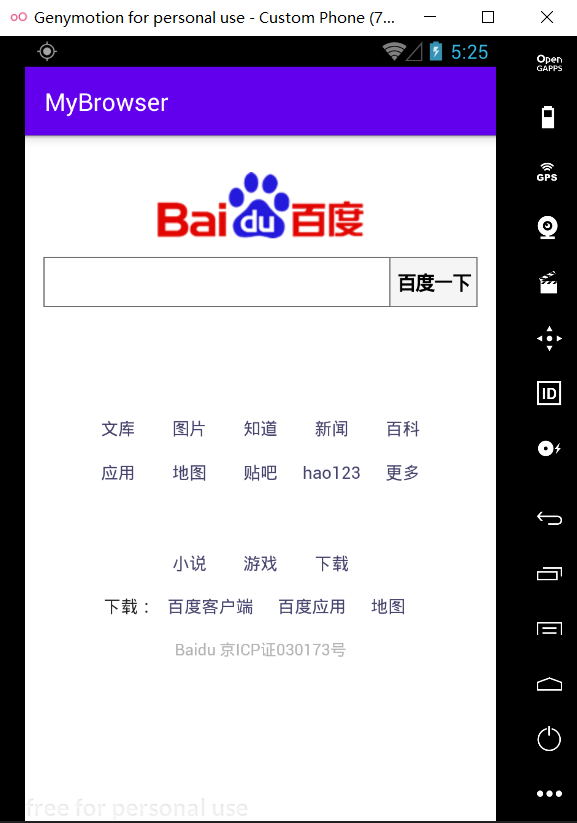 Genymotion for personal use - Custom Phone (7...
5:25
Open
GAPPS
MyBrowser
GPS
Bai du 百度
百度一下
ID
文库 图片 知道 新闻 百科
应用 地图 贴吧 hao123 更多
小说 游戏 下载
下载： 百度客户端 百度应用 地图
Baidu 京ICP证030173号
free for personal use